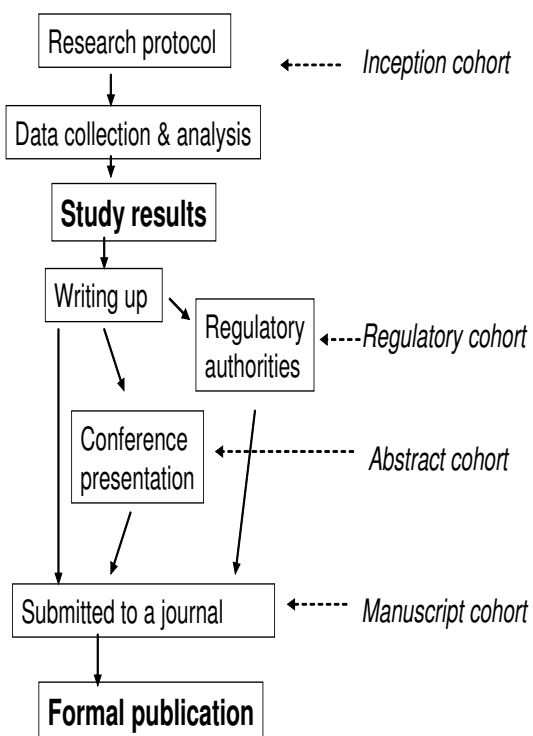 Research protocol
Inception cohort
Data collection & analysis
Study results
Writing up
Regulatory
authorities
Regulatory cohort
Conference
presentation
Abstract cohort
Submitted to a journal
Manuscript cohort
Formal publication